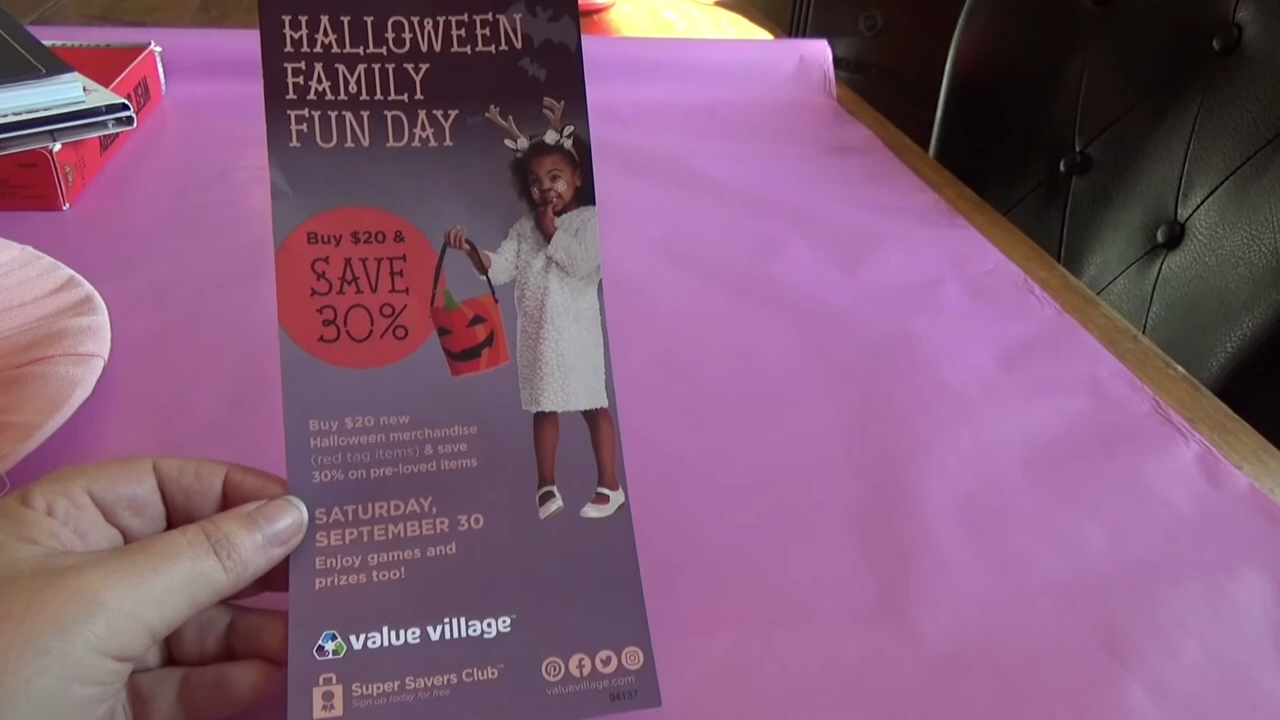 HALLOWEEN
FAMILY
FUN DAY
Buy $20 &
SAVE
30%
Buy $20 new
Halloween merchandise
(red tag items) & save
30% on pre-loved items
SATURDAY,
SEPTEMBER 30
Enjoy games and
prizes too!
value village™
Super Savers Club™
Sign up today for free
valuevillage.com
94137